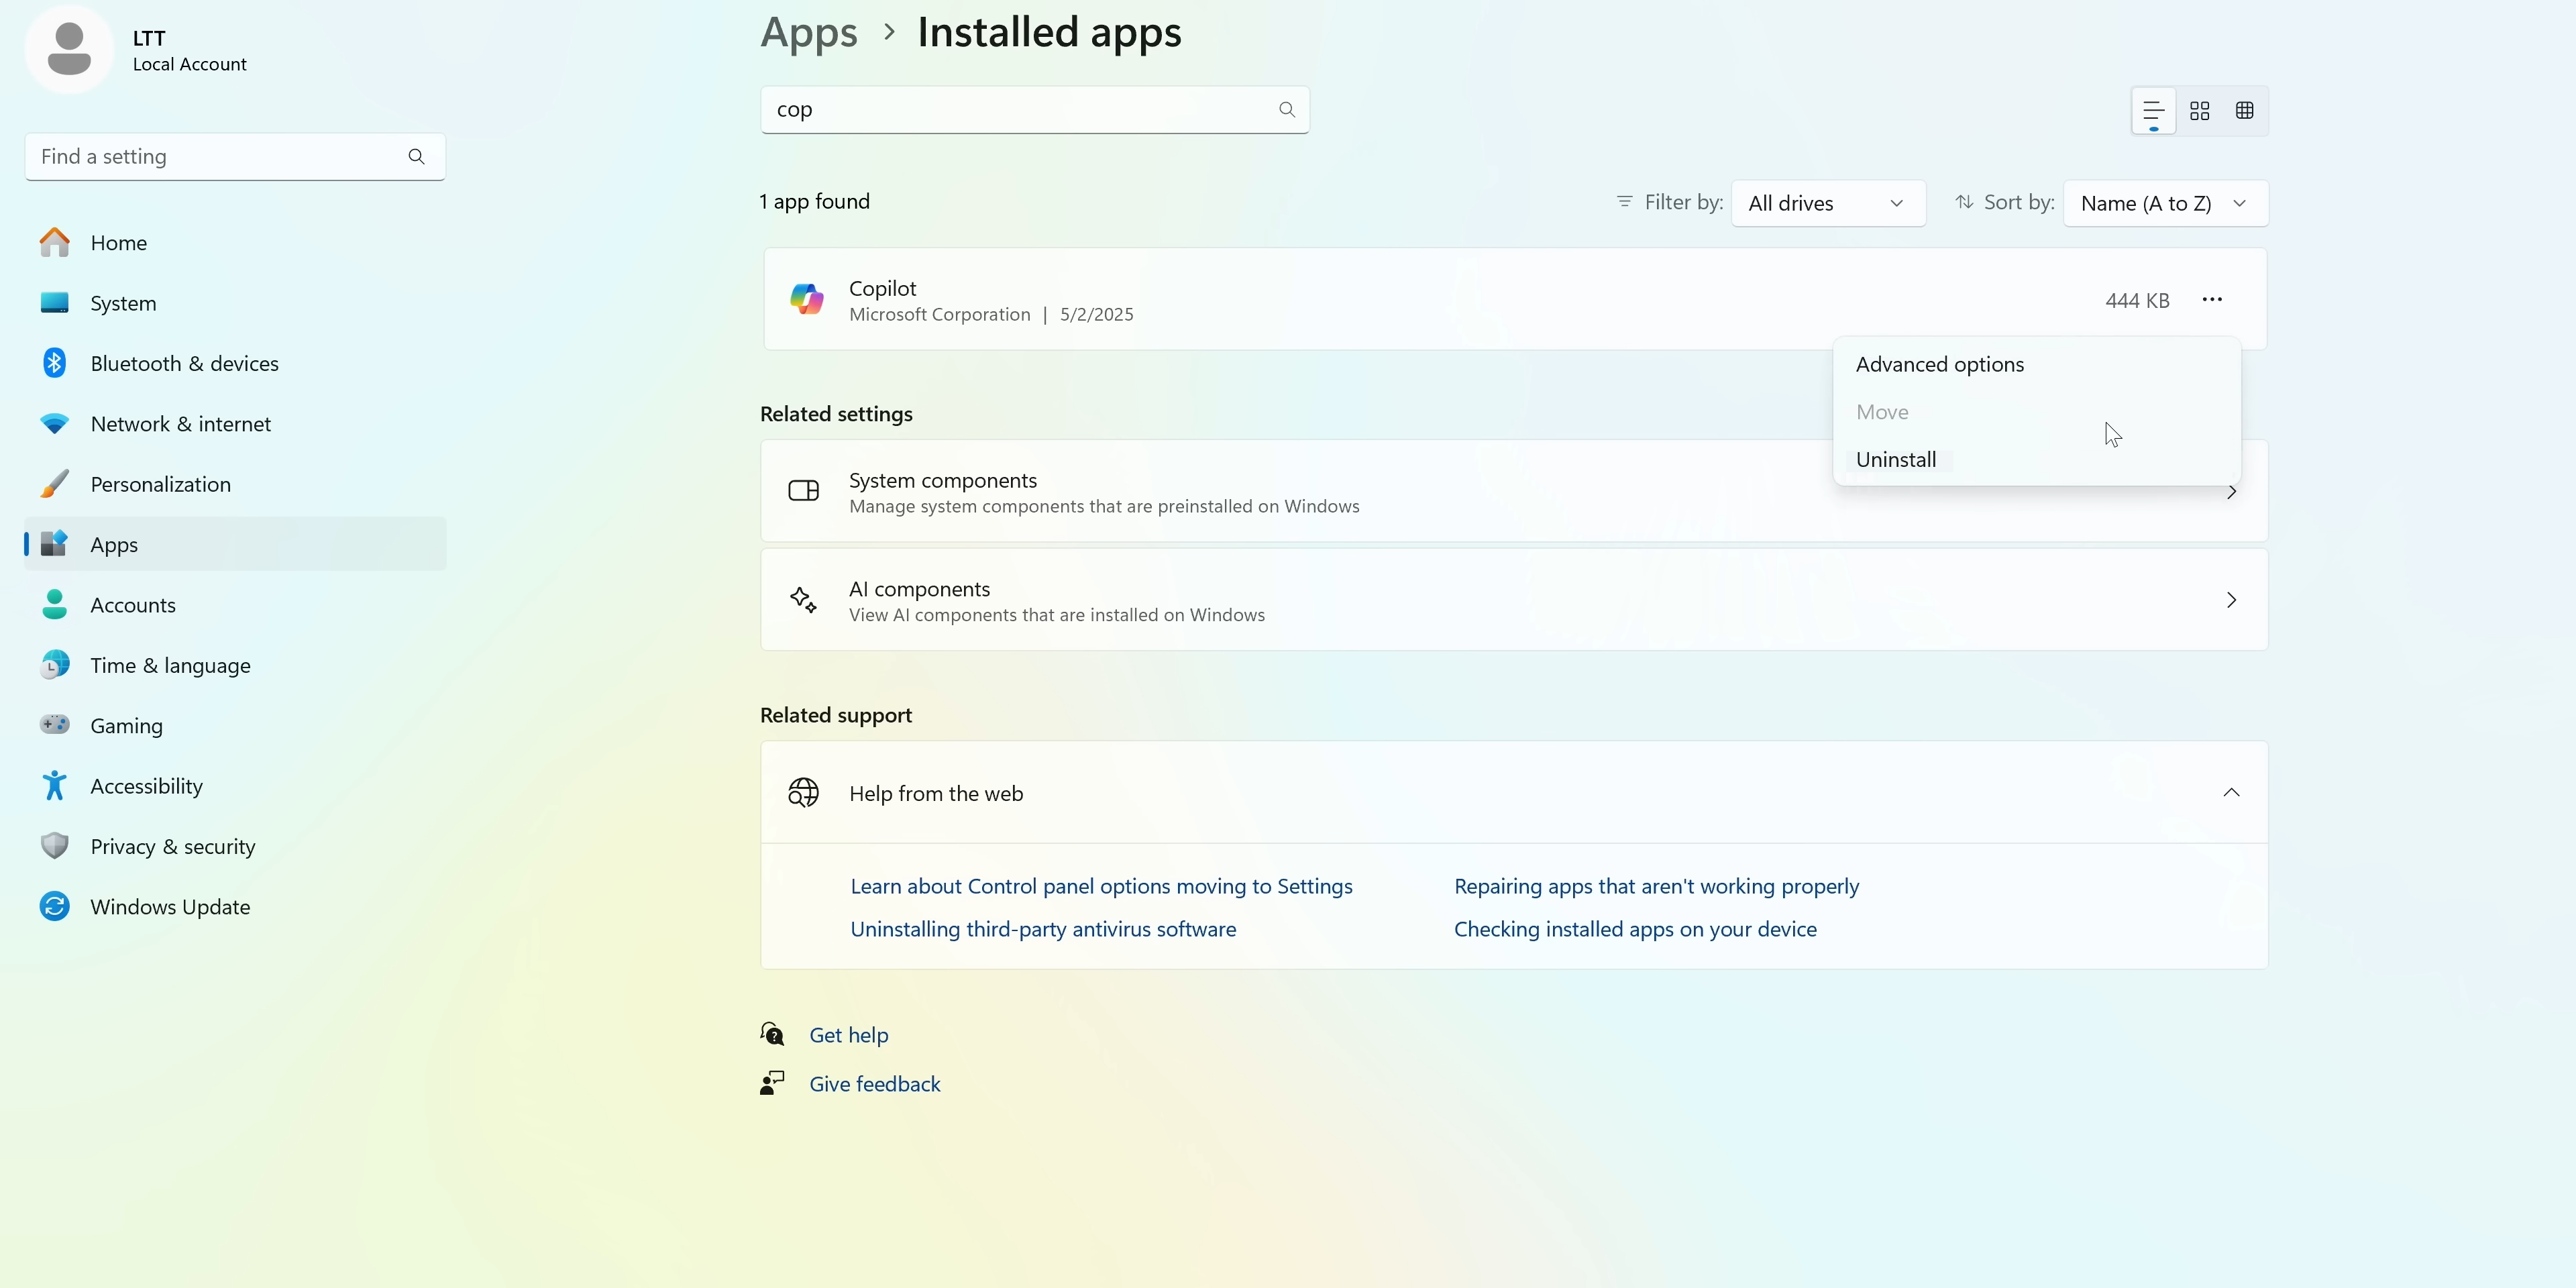 LTT
Local Account
Find a setting
Home
System
Bluetooth & devices
Network & internet
Personalization
Apps
Accounts
Time & language
Gaming
Accessibility
Privacy & security
Windows Update
Apps > Installed apps
cop
1 app found
Filter by: All drives
Sort by: Name (A to Z)
Copilot
Microsoft Corporation | 5/2/2025
444 KB
Advanced options
Move
Uninstall
Related settings
System components
Manage system components that are preinstalled on Windows
AI components
View AI components that are installed on Windows
Related support
Help from the web
Learn about Control panel options moving to Settings
Repairing apps that aren't working properly
Uninstalling third-party antivirus software
Checking installed apps on your device
Get help
Give feedback